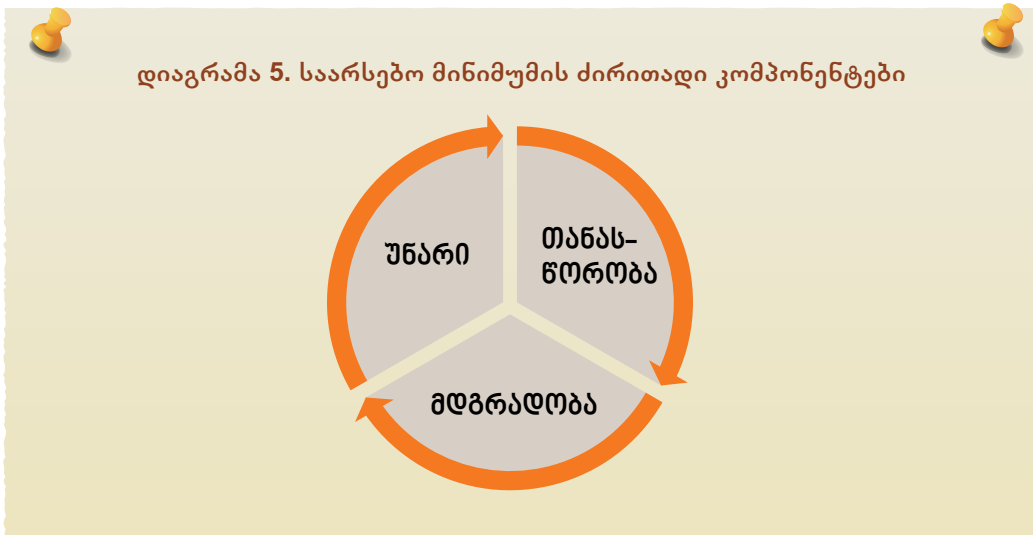 დიაგრამა 5. საარსებო მინიმუმის ძირითადი კომპონენტები
უნარი
თანას-
წორობა
მდგრადობა